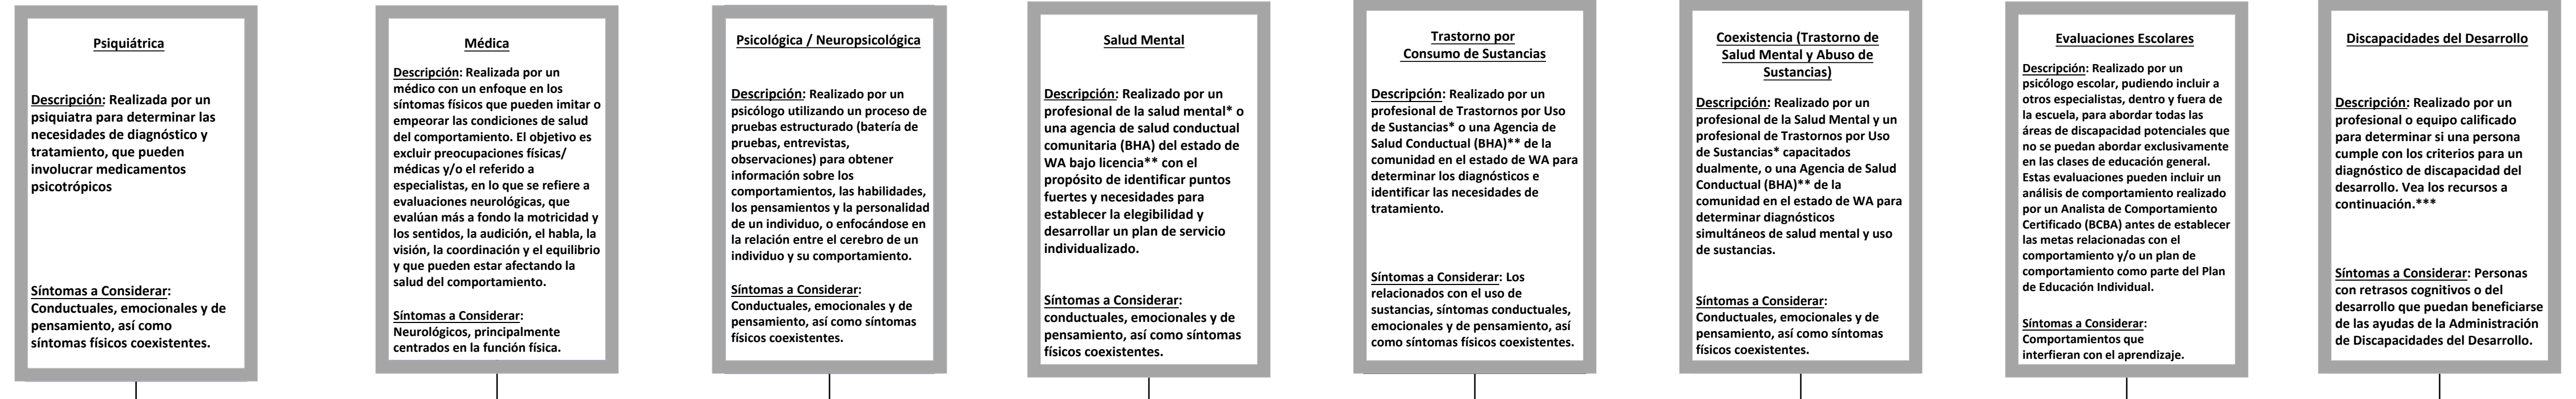 Psiquiátrica
Descripción: Realizada por un
psiquiatra para determinar las
necesidades de diagnóstico y
tratamiento, que pueden
involucrar medicamentos
psicotrópicos
Síntomas a Considerar:
Conductuales, emocionales y de
pensamiento, así como
síntomas físicos coexistentes.
Médica
Descripción: Realizada por un
médico con un enfoque en los
síntomas físicos que pueden imitar o
empeorar las condiciones de salud
del comportamiento. El objetivo es
excluir preocupaciones físicas/
médicas y/o el referido a
especialistas, en lo que se refiere a
evaluaciones neurológicas, que
evalúan más a fondo la motricidad y
los sentidos, la audición, el habla, la
visión, la coordinación y el equilibrio
y que pueden estar afectando la
salud del comportamiento.
Síntomas a Considerar:
Neurológicos, principalmente
centrados en la función física.
Psicológica / Neuropsicológica
Descripción: Realizado por un
psicólogo utilizando un proceso de
pruebas estructurado (batería de
pruebas, entrevistas,
observaciones) para obtener
información sobre los
comportamientos, las habilidades,
los pensamientos y la personalidad
de un individuo, o enfocándose en
la relación entre el cerebro de un
individuo y su comportamiento.
Síntomas a Considerar:
Conductuales, emocionales y de
pensamiento, así como síntomas
físicos coexistentes.
Salud Mental
Descripción: Realizado por un
profesional de la salud mental* o
una agencia de salud conductual
comunitaria (BHA) del estado de
WA bajo licencia** con el
propósito de identificar puntos
fuertes y necesidades para
establecer la elegibilidad y
desarrollar un plan de servicio
individualizado.
Síntomas a Considerar:
conductuales, emocionales y de
pensamiento, así como síntomas
físicos coexistentes.
Trastorno por
Consumo de Sustancias
Descripción: Realizado por un
profesional de Trastornos por Uso
de Sustancias* o una Agencia de
Salud Conductual (BHA)** de la
comunidad en el estado de WA para
determinar los diagnósticos e
identificar las necesidades de
tratamiento.
Síntomas a Considerar: Los
relacionados con el uso de
sustancias, síntomas conductuales,
emocionales y de pensamiento, así
como síntomas físicos coexistentes.
Coexistencia (Trastorno de
Salud Mental y Abuso de
Sustancias)
Descripción: Realizado por un
profesional de la Salud Mental y un
profesional de Trastornos por Uso
de Sustancias* capacitados
dualmente, o una Agencia de Salud
Conductual (BHA)** de la
comunidad en el estado de WA para
determinar diagnósticos
simultáneos de salud mental y uso
de sustancias.
Síntomas a Considerar:
Conductuales, emocionales y de
pensamiento, así como síntomas
físicos coexistentes.
Evaluaciones Escolares
Descripción: Realizado por un
psicólogo escolar, pudiendo incluir a
otros especialistas, dentro y fuera de
la escuela, para abordar todas las
áreas de discapacidad potenciales que
no se puedan abordar exclusivamente
en las clases de educación general.
Estas evaluaciones pueden incluir un
análisis de comportamiento realizado
por un Analista de Comportamiento
Certificado (BCBA) antes de establecer
las metas relacionadas con el
comportamiento y/o un plan de
comportamiento como parte del Plan
de Educación Individual.
Síntomas a Considerar:
Comportamientos que
interfieran con el aprendizaje.
Discapacidades del Desarrollo
Descripción: Realizado por un
profesional o equipo calificado
para determinar si una persona
cumple con los criterios para un
diagnóstico de discapacidad del
desarrollo. Vea los recursos a
continuación.***
Síntomas a Considerar: Personas
con retrasos cognitivos o del
desarrollo que puedan beneficiarse
de las ayudas de la Administración
de Discapacidades del Desarrollo.